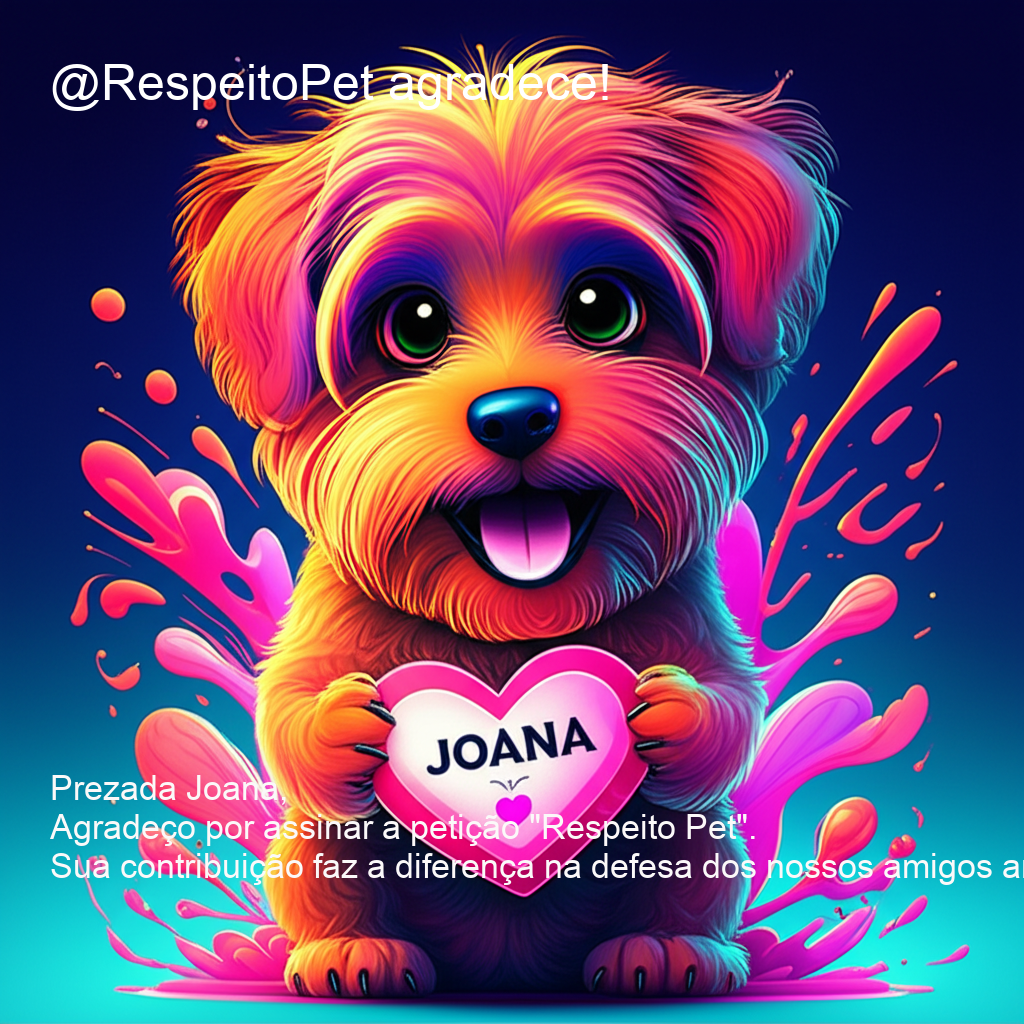 @RespeitoPet agradece!
JOANA
Prezada Joana,
Agradeço por assinar a petição "Respeito Pet".
Sua contribuição faz a diferença na defesa dos nossos amigos